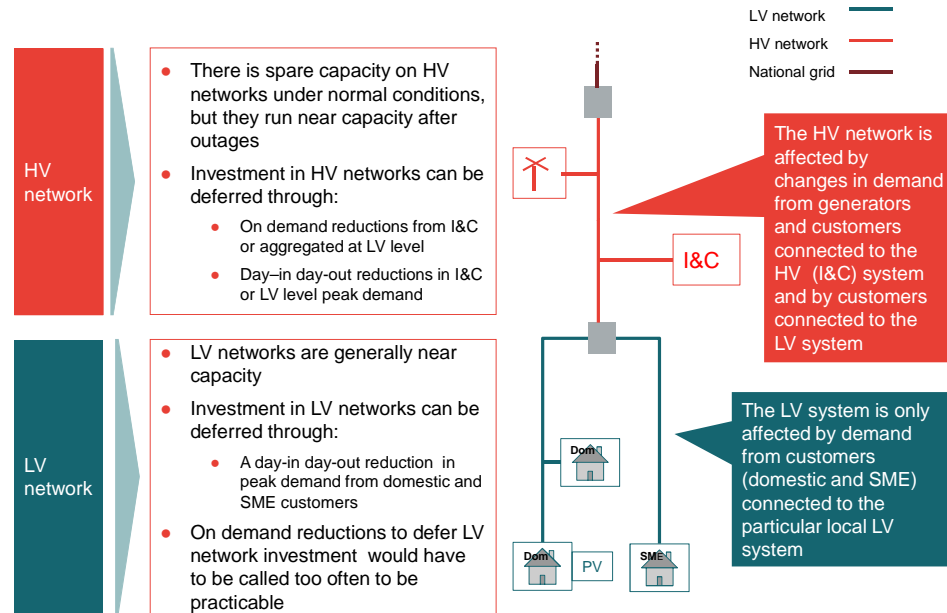 LV network
HV network
National grid
HV
network
There is spare capacity on HV
networks under normal conditions,
but they run near capacity after
outages
Investment in HV networks can be
deferred through:
On demand reductions from I&C
or aggregated at LV level
Day–in day-out reductions in I&C
or LV level peak demand
I&C
The HV network is
affected by
changes in demand
from generators
and customers
connected to the
HV (I&C) system
and by customers
connected to the
LV system
LV
network
LV networks are generally near
capacity
Investment in LV networks can be
deferred through:
A day-in day-out reduction in
peak demand from domestic and
SME customers
On demand reductions to defer LV
network investment would have
to be called too often to be
practicable
Dom
Dom
PV
SME
The LV system is only
affected by demand
from customers
(domestic and SME)
connected to the
particular local LV
system